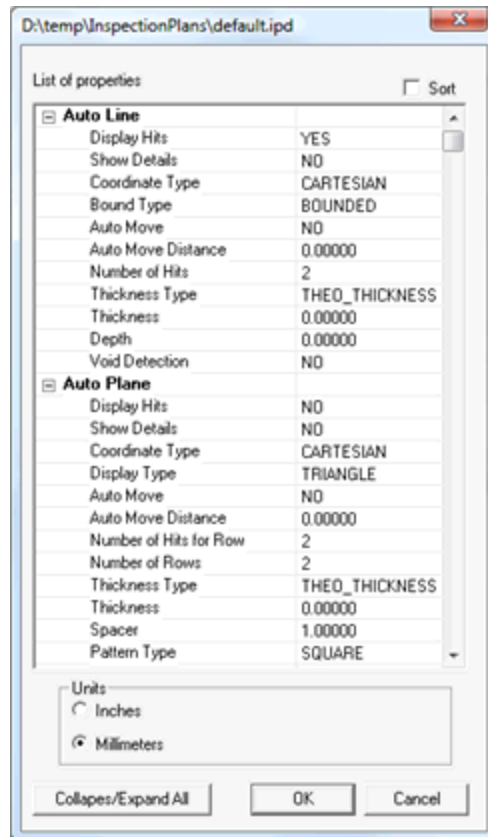 D:\temp\InspectionPlans\default.ipd
List of properties
Sort
Auto Line
Display Hits YES
Show Details NO
Coordinate Type CARTESIAN
Bound Type BOUNDED
Auto Move NO
Auto Move Distance 0.00000
Number of Hits 2
Thickness Type THEO_THICKNESS
Thickness 0.00000
Depth 0.00000
Void Detection NO
Auto Plane
Display Hits NO
Show Details NO
Coordinate Type CARTESIAN
Display Type TRIANGLE
Auto Move NO
Auto Move Distance 0.00000
Number of Hits for Row 2
Number of Rows 2
Thickness Type THEO_THICKNESS
Thickness 0.00000
Spacer 1.00000
Pattern Type SQUARE
Units
Inches
Millimeters
Collapes/Expand All OK Cancel